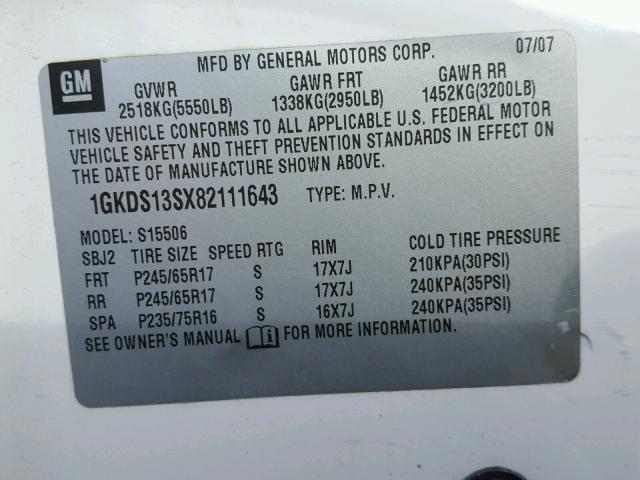 GM
MFD BY GENERAL MOTORS CORP. 07/07
GVWR GAWR FRT GAWR RR
2518KG(5550LB) 1338KG(2950LB) 1452KG(3200LB)
THIS VEHICLE CONFORMS TO ALL APPLICABLE U.S. FEDERAL MOTOR
VEHICLE SAFETY AND THEFT PREVENTION STANDARDS IN EFFECT ON
THE DATE OF MANUFACTURE SHOWN ABOVE.
1GKDS13SX82111643 TYPE: M.P.V.
MODEL: S15506
SBJ2 TIRE SIZE SPEED RTG RIM COLD TIRE PRESSURE
FRT P245/65R17 S 17X7J 210KPA(30PSI)
RR P245/65R17 S 17X7J 240KPA(35PSI)
SPA P235/75R16 S 16X7J 240KPA(35PSI)
SEE OWNER'S MANUAL i FOR MORE INFORMATION.